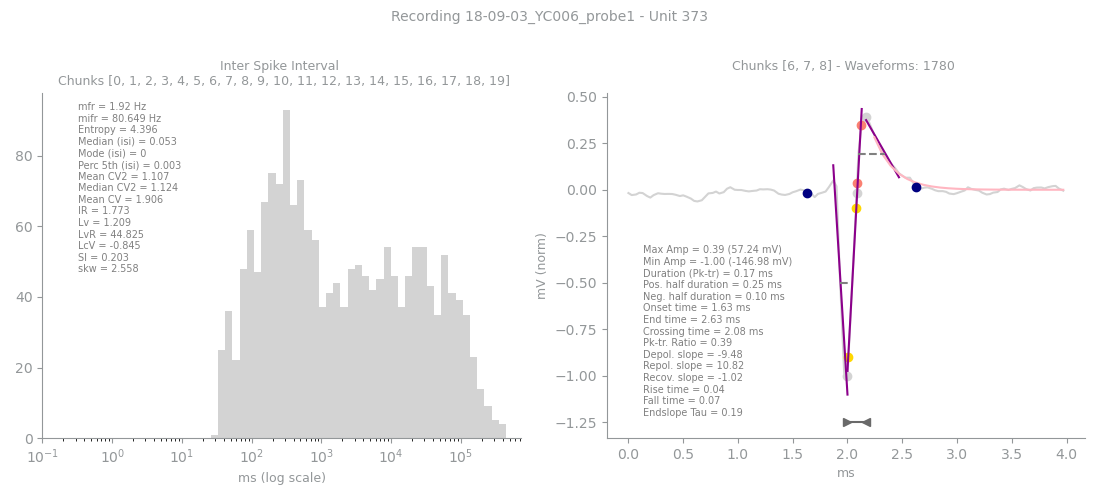 Recording 18-09-03_YC006_probe1 - Unit 373
Inter Spike Interval
Chunks [0, 1, 2, 3, 4, 5, 6, 7, 8, 9, 10, 11, 12, 13, 14, 15, 16, 17, 18, 19]
mfr = 1.92 Hz
mifr = 80.649 Hz
Entropy = 4.396
Median (isi) = 0.053
Mode (isi) = 0
Perc 5th (isi) = 0.003
Mean CV2 = 1.107
Median CV2 = 1.124
Mean CV = 1.906
IR = 1.773
Lv = 1.209
LvR = 44.825
LcV = -0.845
SI = 0.203
skw = 2.558
80
60
40
20
0
10⁻¹ 10⁰ 10¹ 10² 10³ 10⁴ 10⁵
ms (log scale)
Chunks [6, 7, 8] - Waveforms: 1780
0.50
0.25
0.00
−0.25
−0.50
−0.75
−1.00
−1.25
mV (norm)
Max Amp = 0.39 (57.24 mV)
Min Amp = -1.00 (-146.98 mV)
Duration (Pk-tr) = 0.17 ms
Pos. half duration = 0.25 ms
Neg. half duration = 0.10 ms
Onset time = 1.63 ms
End time = 2.63 ms
Crossing time = 2.08 ms
Pk-tr. Ratio = 0.39
Depol. slope = -9.48
Repol. slope = 10.82
Recov. slope = -1.02
Rise time = 0.04
Fall time = 0.07
Endslope Tau = 0.19
0.0 0.5 1.0 1.5 2.0 2.5 3.0 3.5 4.0
ms